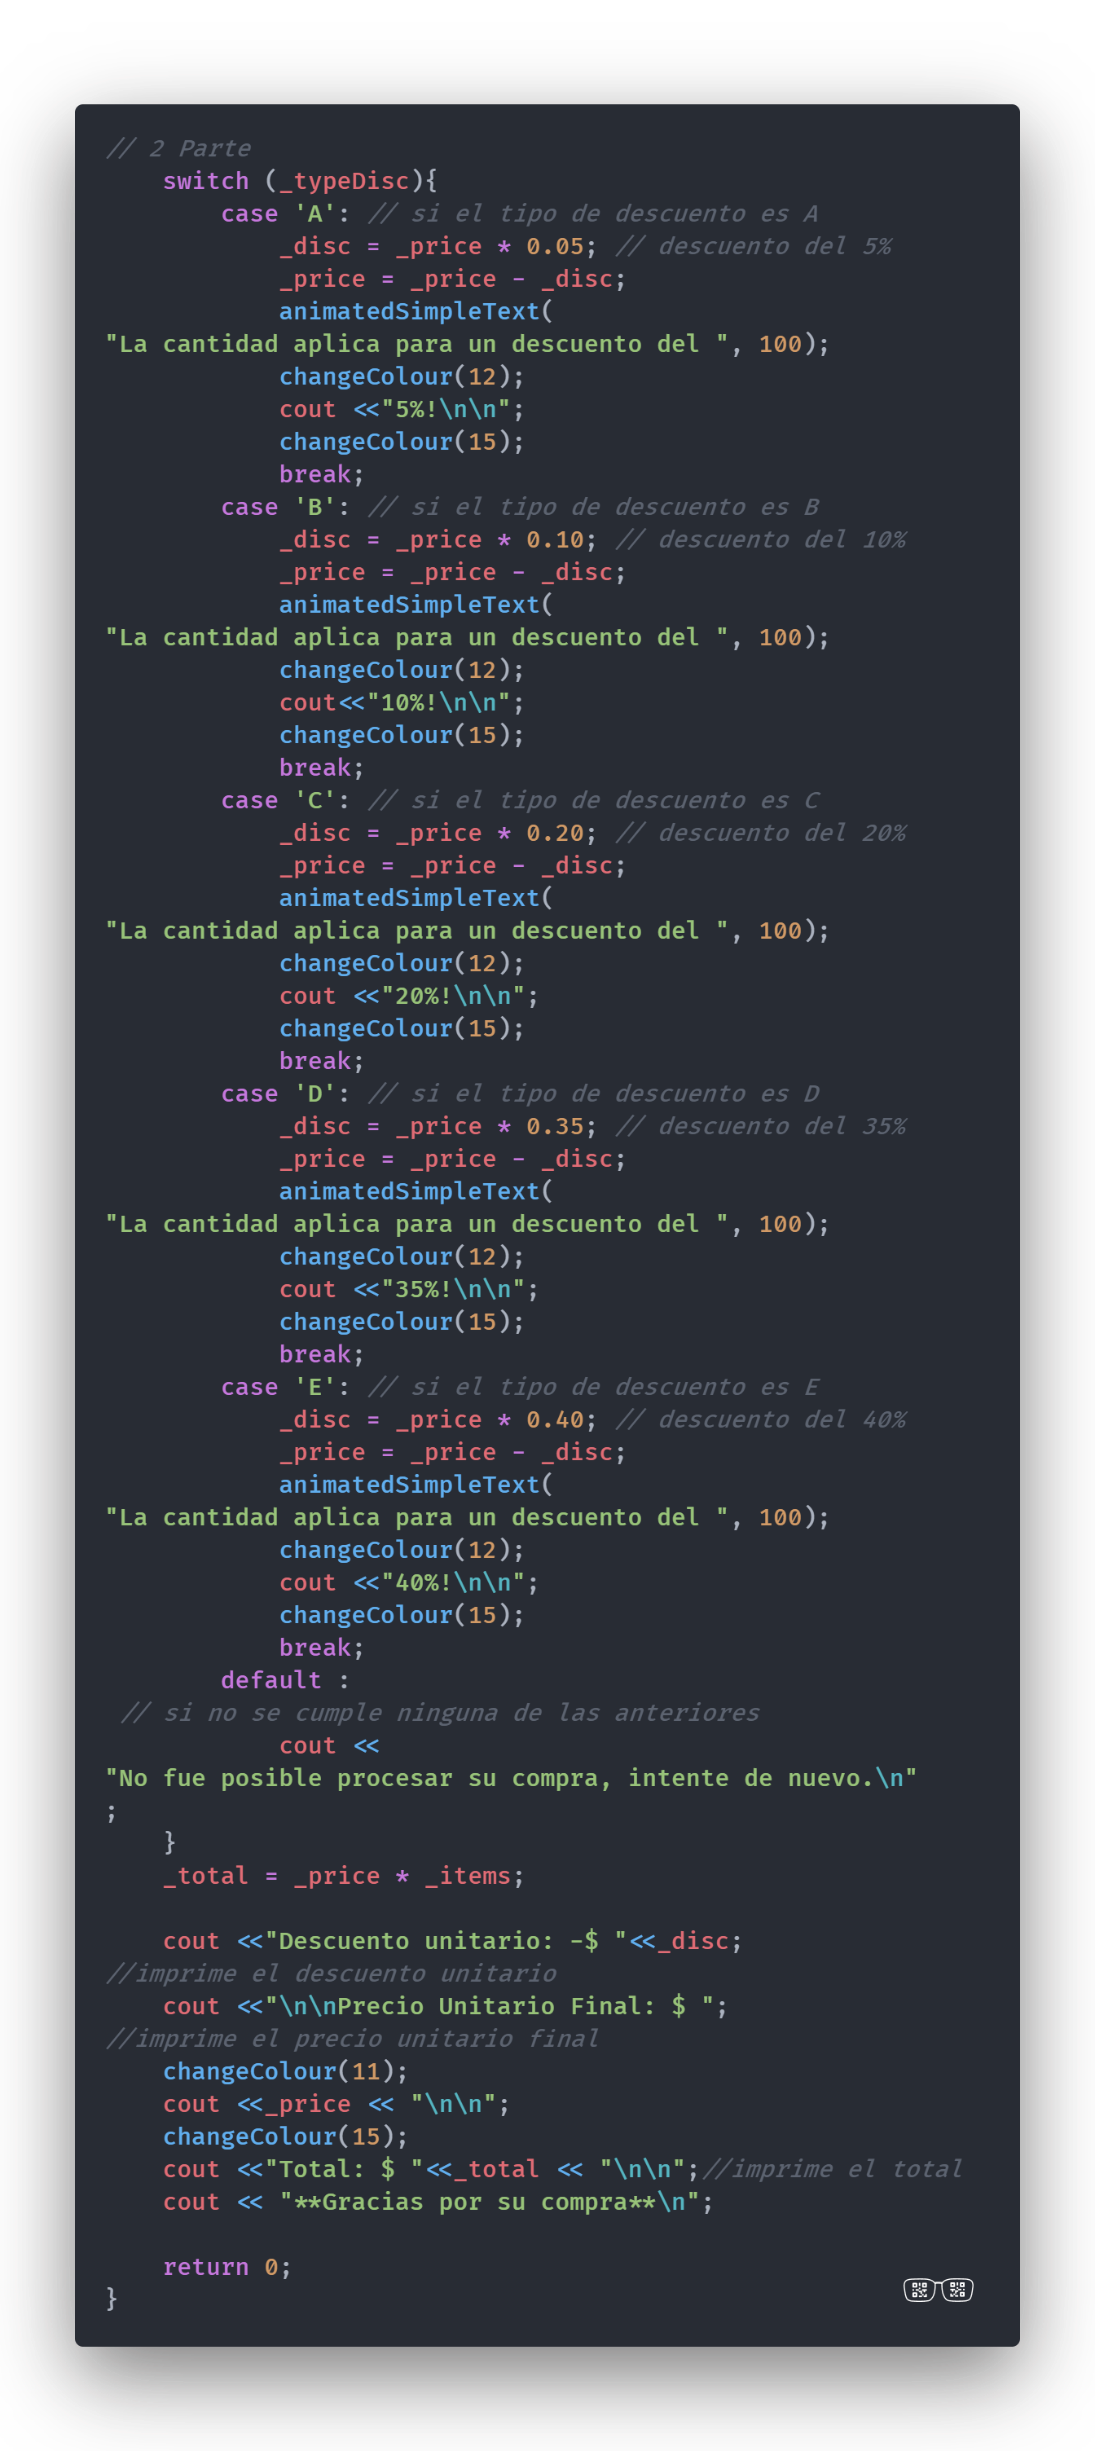 // 2 Parte
    switch (_typeDisc){
        case 'A': // si el tipo de descuento es A
            _disc = _price * 0.05; // descuento del 5%
            _price = _price - _disc;
            animatedSimpleText(
"La cantidad aplica para un descuento del ", 100);
            changeColour(12);
            cout <<"5%!\n\n";
            changeColour(15);
            break;
        case 'B': // si el tipo de descuento es B
            _disc = _price * 0.10; // descuento del 10%
            _price = _price - _disc;
            animatedSimpleText(
"La cantidad aplica para un descuento del ", 100);
            changeColour(12);
            cout<<"10%!\n\n";
            changeColour(15);
            break;
        case 'C': // si el tipo de descuento es C
            _disc = _price * 0.20; // descuento del 20%
            _price = _price - _disc;
            animatedSimpleText(
"La cantidad aplica para un descuento del ", 100);
            changeColour(12);
            cout <<"20%!\n\n";
            changeColour(15);
            break;
        case 'D': // si el tipo de descuento es D
            _disc = _price * 0.35; // descuento del 35%
            _price = _price - _disc;
            animatedSimpleText(
"La cantidad aplica para un descuento del ", 100);
            changeColour(12);
            cout <<"35%!\n\n";
            changeColour(15);
            break;
        case 'E': // si el tipo de descuento es E
            _disc = _price * 0.40; // descuento del 40%
            _price = _price - _disc;
            animatedSimpleText(
"La cantidad aplica para un descuento del ", 100);
            changeColour(12);
            cout <<"40%!\n\n";
            changeColour(15);
            break;
        default :
 // si no se cumple ninguna de las anteriores
            cout <<
"No fue posible procesar su compra, intente de nuevo.\n"
;
    }
    _total = _price * _items;

    cout <<"Descuento unitario: -$ "<<_disc;
//imprime el descuento unitario
    cout <<"\n\nPrecio Unitario Final: $ ";
//imprime el precio unitario final
    changeColour(11);
    cout <<_price << "\n\n";
    changeColour(15);
    cout <<"Total: $ "<<_total << "\n\n";//imprime el total
    cout << "**Gracias por su compra**\n";

    return 0;
}